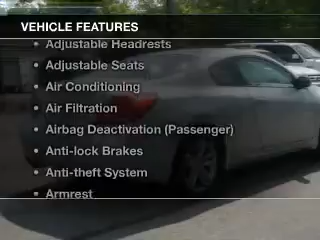 VEHICLE FEATURES
• Adjustable Headrests
• Adjustable Seats
• Air Conditioning
• Air Filtration
• Airbag Deactivation (Passenger)
• Anti-lock Brakes
• Anti-theft System
• Armrest